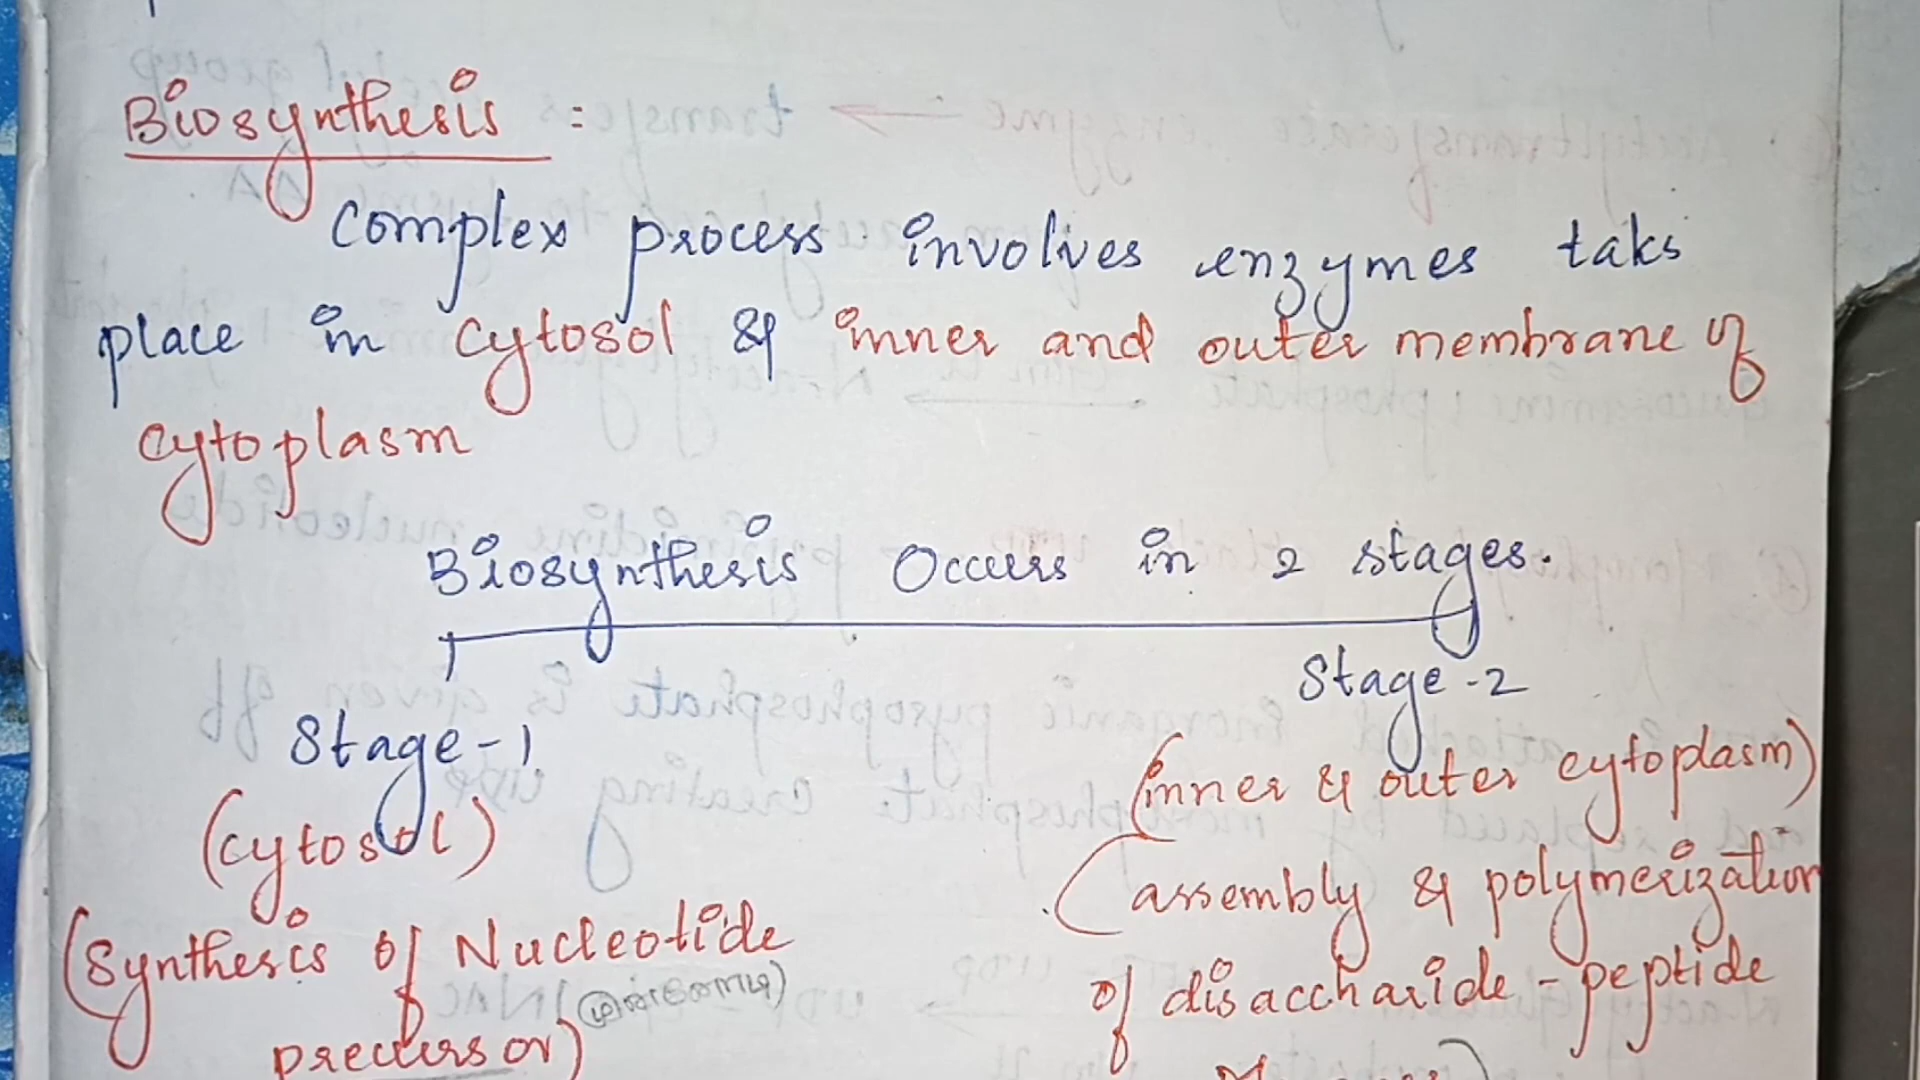 Biosynthesis :
Complex process involves enzymes taks
place in cytosol & inner and outer membrane of
cytoplasm
Biosynthesis Occurs in 2 stages.
Stage-1
Stage-2
(cytosol)
(inner & outer cytoplasm)
(Synthesis of Nucleotide
precursor)
(assembly & polymerization
of disaccharide-peptide